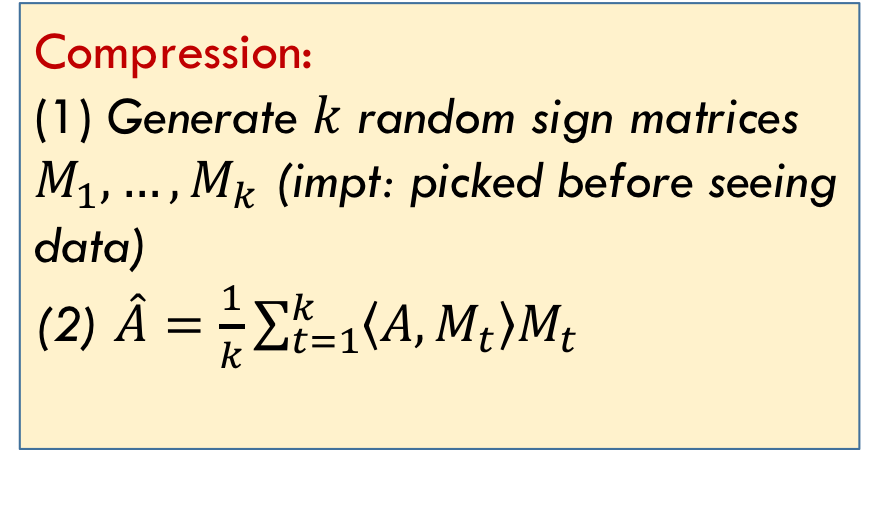 Compression:
(1) Generate k random sign matrices
M₁, … , Mₖ (impt: picked before seeing
data)
(2) Â = 1/k ∑ₜ₌₁ᵏ⟨A, Mₜ⟩Mₜ